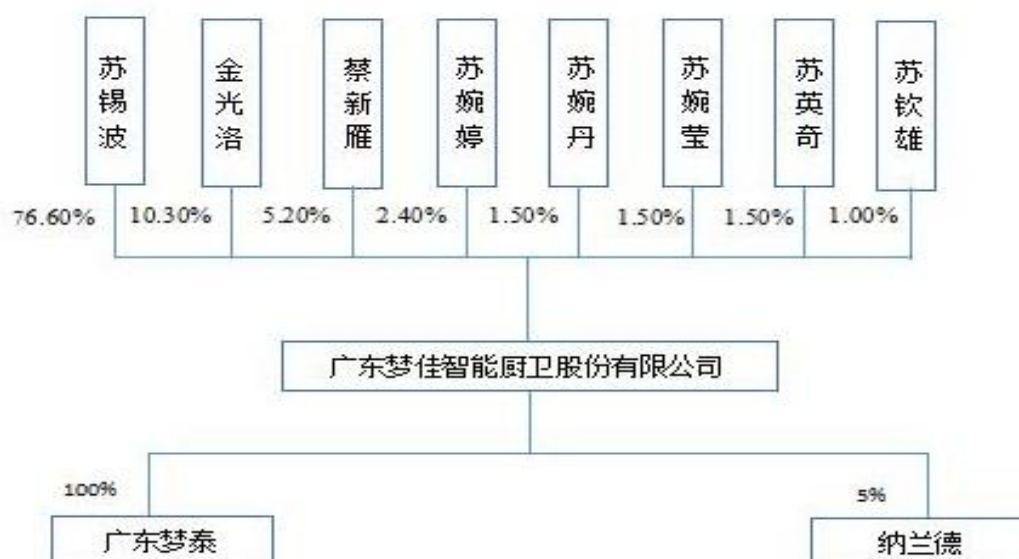 苏锡波
金光洛
蔡新雁
苏婉婷
苏婉丹
苏婉莹
苏英奇
苏钦雄
76.60%
10.30%
5.20%
2.40%
1.50%
1.50%
1.50%
1.00%
广东梦佳智能厨卫股份有限公司
100%
5%
广东梦泰
纳兰德